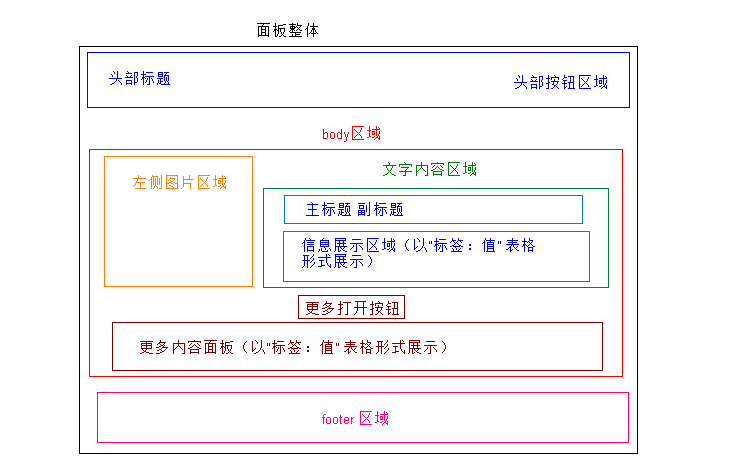 面板整体
头部标题
头部按钮区域
body区域
左侧图片区域
文字内容区域
主标题 副标题
信息展示区域（以"标签：值" 表格
形式展示）
更多打开按钮
更多内容面板（以"标签：值" 表格形式展示）
footer 区域